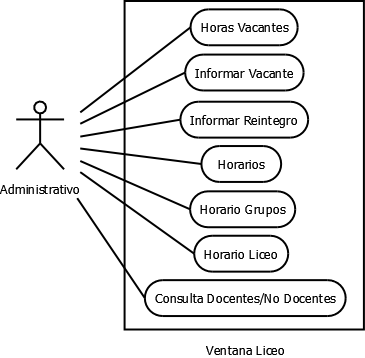 Horas Vacantes
Informar Vacante
Informar Reintegro
Horarios
Administrativo
Horario Grupos
Horario Liceo
Consulta Docentes/No Docentes
Ventana Liceo